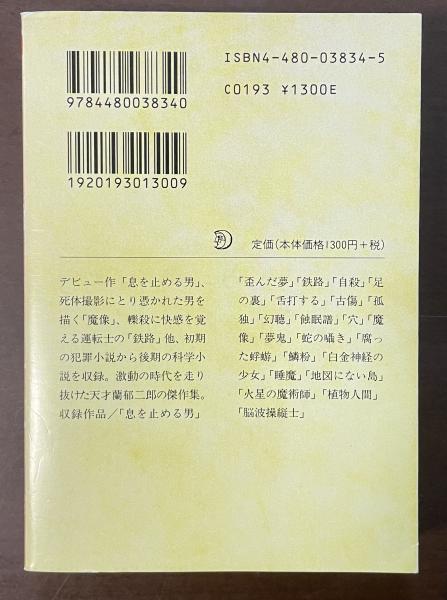 ISBN4-480-03834-5
9784480038340
C0193 ¥1300E
1920193013009
定価(本体価格1300円+税)
デビュー作「息を止める男」、
死体撮影にとり憑かれた男を
描く「魔像」、轢殺に快感を覚
える運転士の「鉄路」他、初期
の犯罪小説から後期の科学小
説を収録。激動の時代を走り
抜けた天才蘭郁二郎の傑作集。
収録作品/「息を止める男」
「歪んだ夢」「鉄路」「自殺」「足
の裏」「舌打する」「古傷」「孤
独」「幻聴」「蝕眠譜」「穴」「魔
像」「夢鬼」「蛇の囁き」「腐っ
た蜉蝣」「鱗粉」「白金神経の
少女」「睡魔」「地図にない島」
「火星の魔術師」「植物人間」
「脳波操縦士」